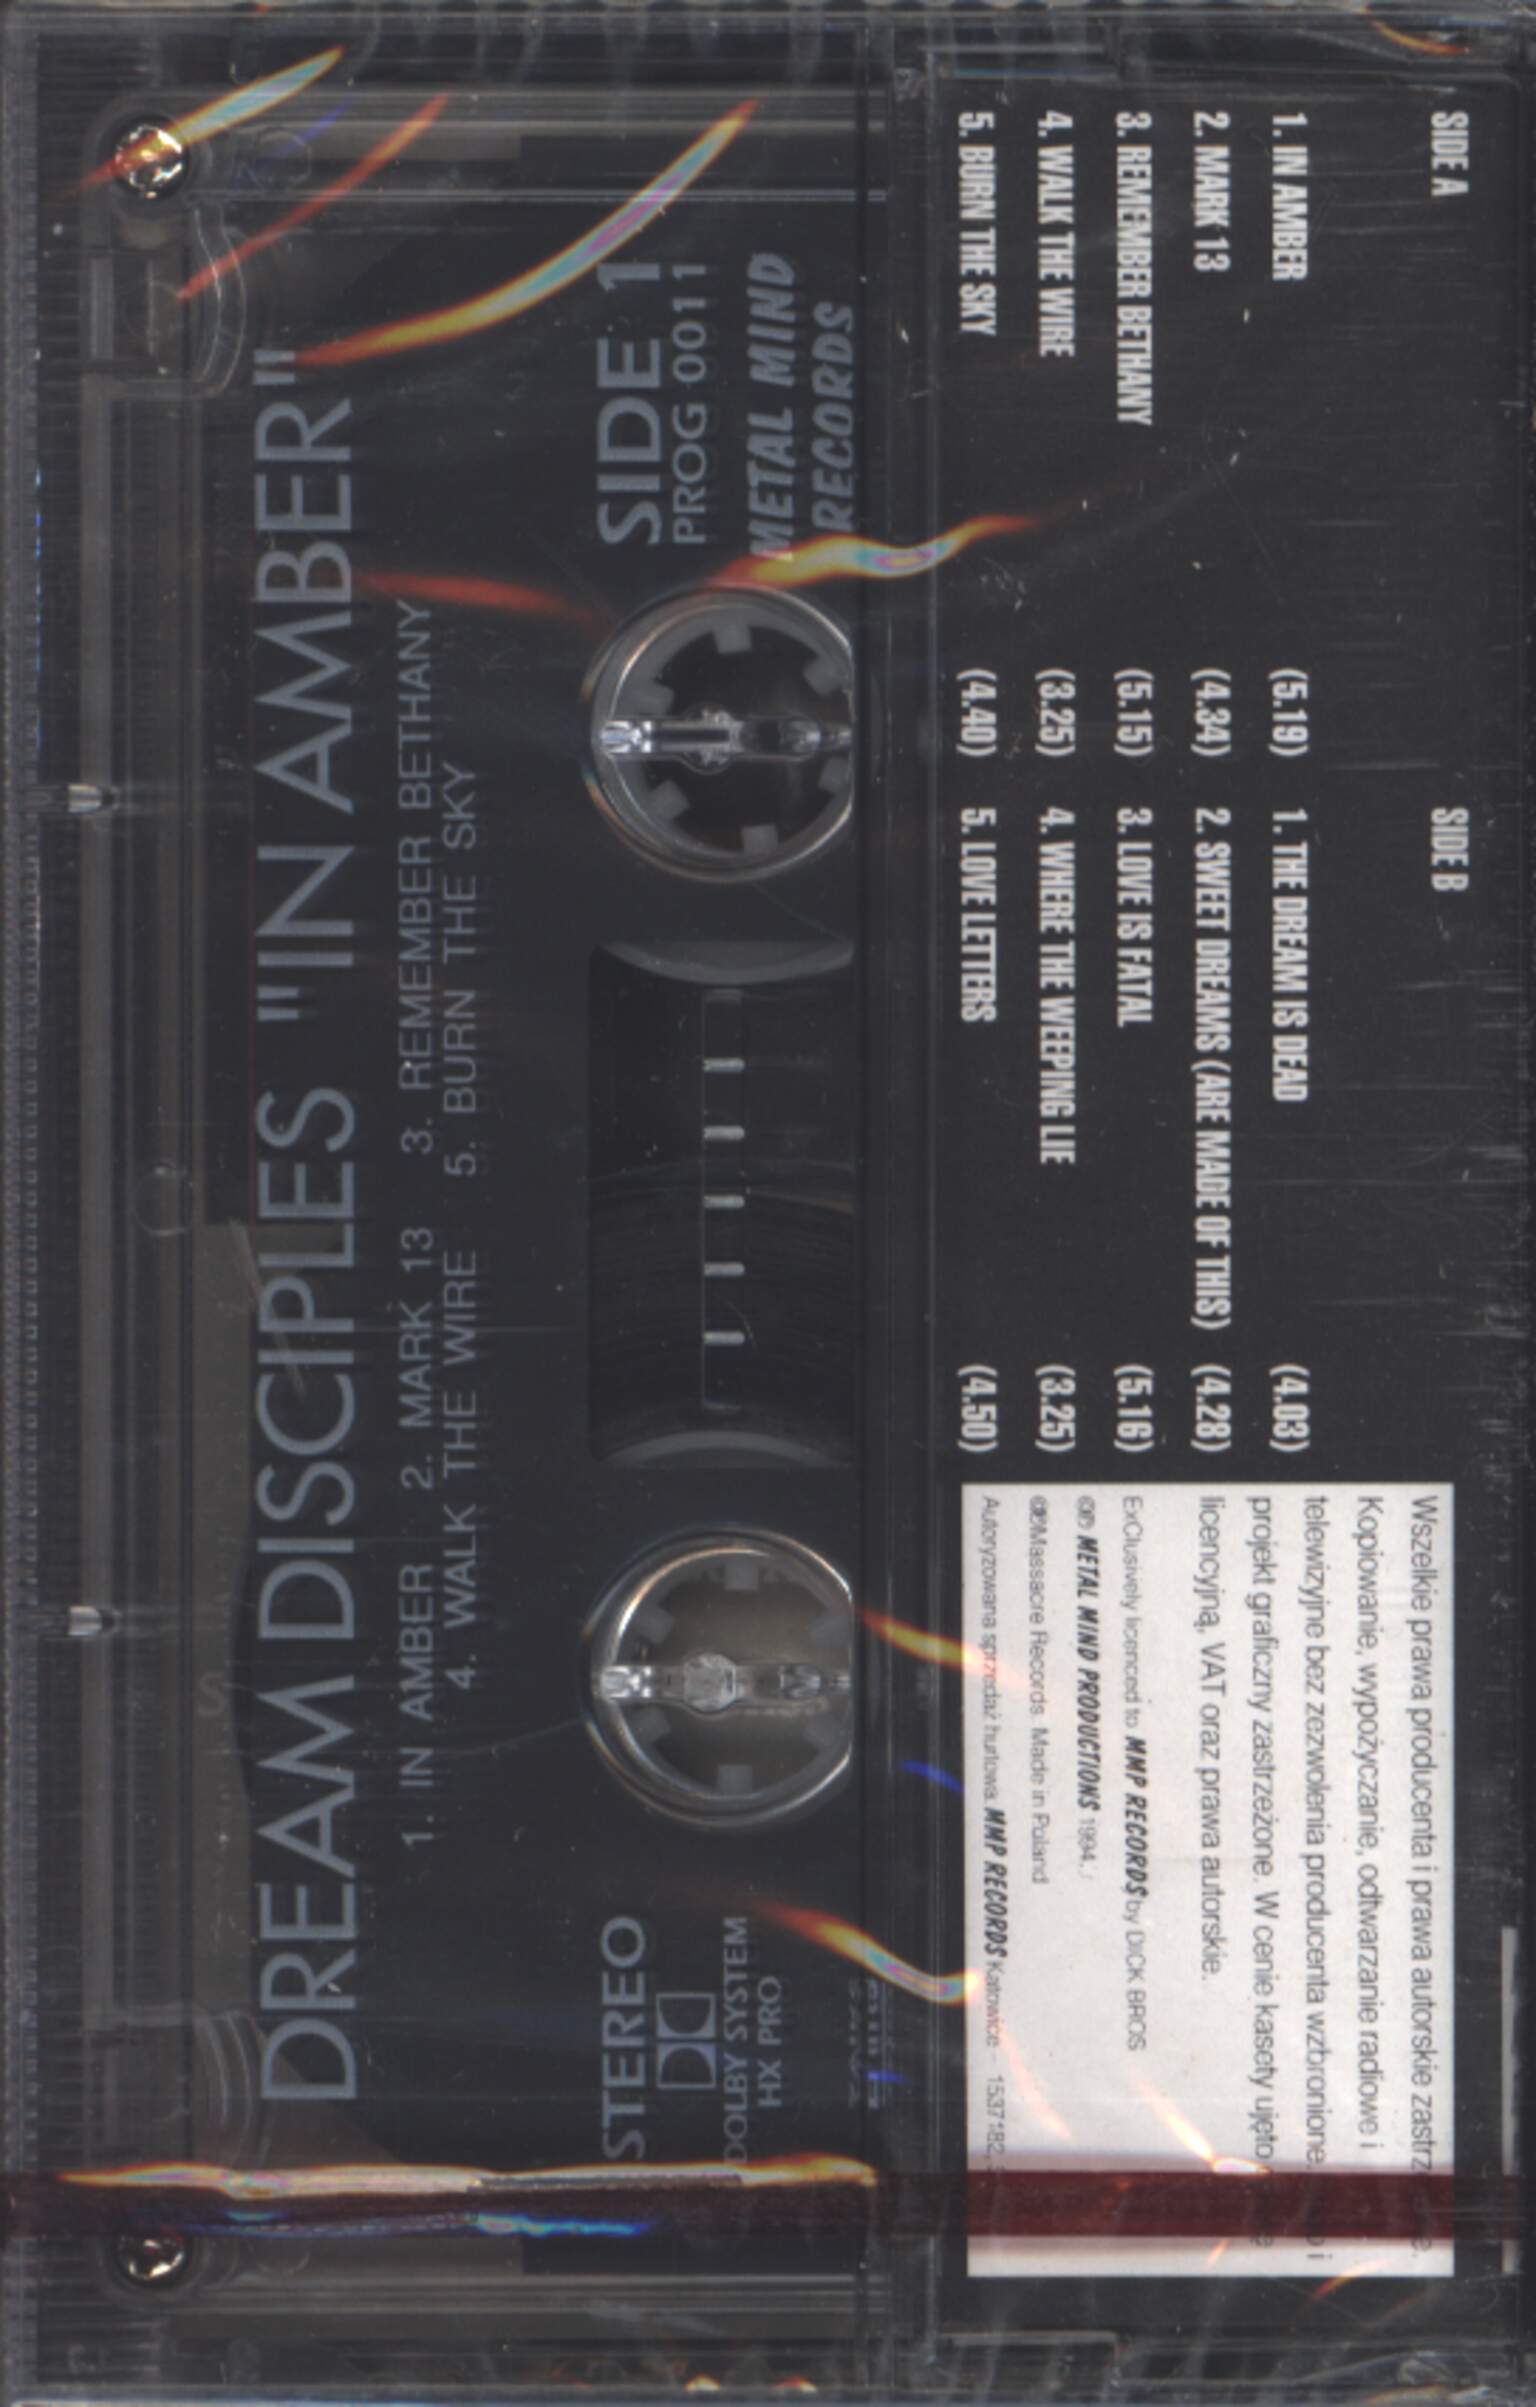 SIDE A
1. IN AMBER (5.19)
2. MARK 13 (4.34)
3. REMEMBER BETHANY (5.15)
4. WALK THE WIRE (3.25)
5. BURN THE SKY (4.40)
SIDE B
1. THE DREAM IS DEAD (4.03)
2. SWEET DREAMS (ARE MADE OF THIS) (4.28)
3. LOVE IS FATAL (5.16)
4. WHERE THE WEEPING LIE (3.25)
5. LOVE LETTERS (4.50)
Wszelkie prawa producenta i prawa autorskie
Kopiowanie, wypożyczanie, odtwarzanie radiowe i
telewizyjne bez zezwolenia producenta wzbronione.
projekt graficzny zastrzeżone. W cenie kasety ujęto
licencyjną, VAT oraz prawa autorskie.
ExClusively licenced to MMP RECORDS by DICK BROS
©℗ METAL MIND PRODUCTIONS 1994.
©℗Massacre Records. Made in Poland
Autoryzowana sprzedaż hurtowa MMP RECORDS Katowice -
DREAM DISCIPLES "IN AMBER"
1. IN AMBER 2. MARK 13 3. REMEMBER BETHANY
4. WALK THE WIRE 5. BURN THE SKY
STEREO
DOLBY SYSTEM
HX PRO
SIDE 1
PROG 0011
METAL MIND
RECORDS